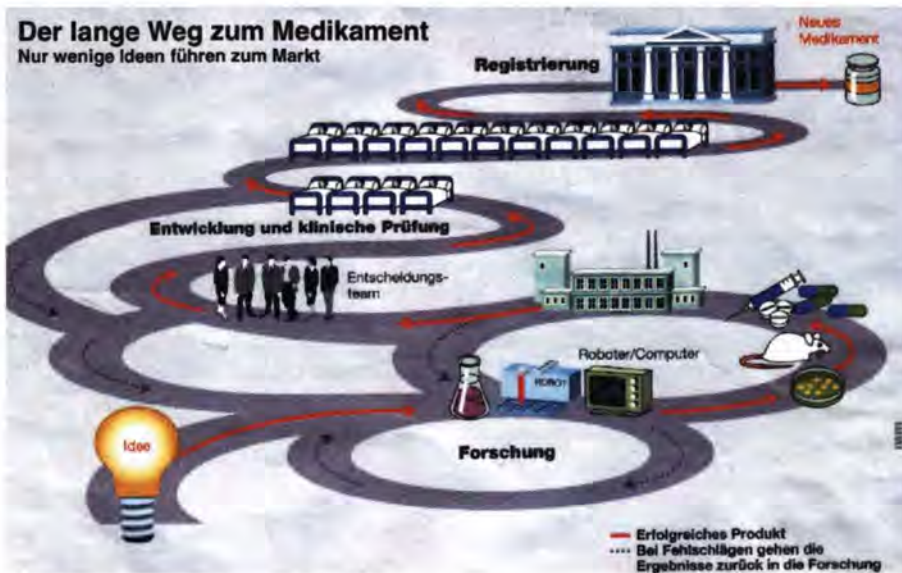 Der lange Weg zum Medikament
Nur wenige Ideen führen zum Markt
Neues
Medikament
Registrierung
Entwicklung und klinische Prüfung
Entscheidungs-
team
Roboter/Computer
ROBOT
Idee
Forschung
Erfolgreiches Produkt
Bei Fehlschlägen gehen die
Ergebnisse zurück in die Forschung